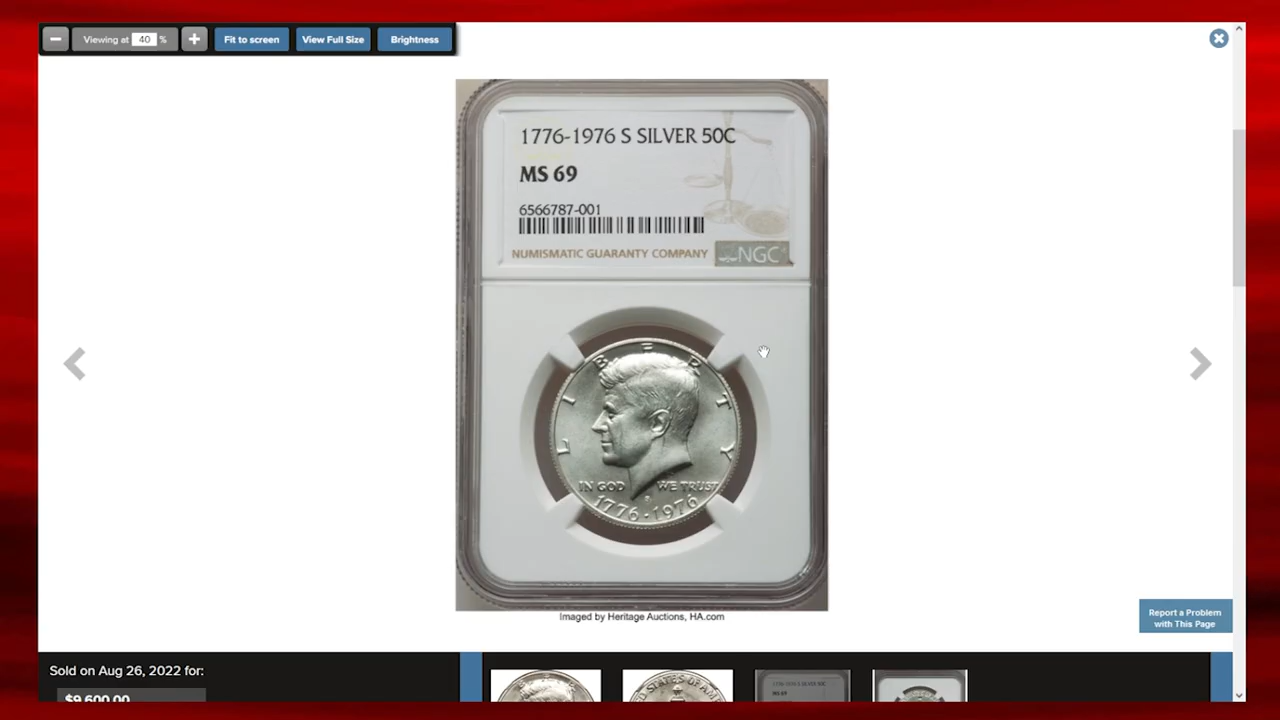 Viewing at 40 %
Fit to screen
View Full Size
Brightness
1776-1976 S SILVER 50C
MS 69
6566787-001
NUMISMATIC GUARANTY COMPANY
NGC
LIBERTY
IN GOD WE TRUST
1776-1976
Imaged by Heritage Auctions, HA.com
Report a Problem
with This Page
Sold on Aug 26, 2022 for:
$9,600.00